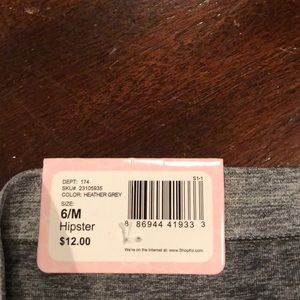 S1-1
DEPT: 174
SKU# 23105935
COLOR: HEATHER GREY
SIZE:
6/M
Hipster
$12.00
86944 41933 3
We're on the Internet at: www.ShopKo.com